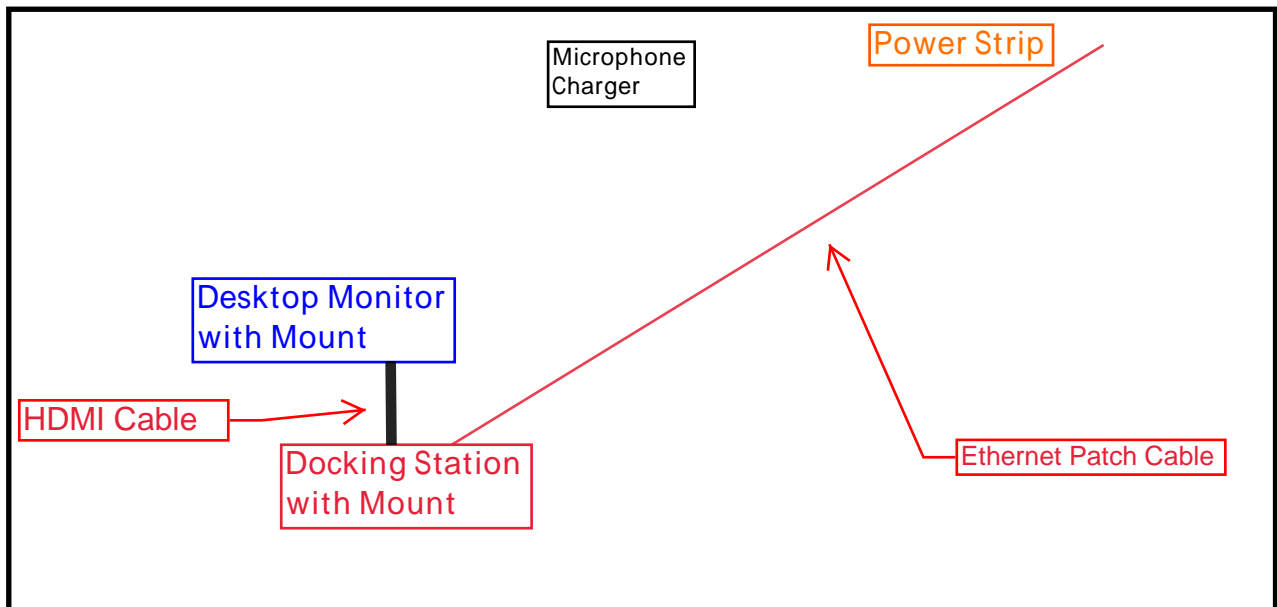 Power Strip
Microphone
Charger
Desktop Monitor
with Mount
HDMI Cable
Docking Station
with Mount
Ethernet Patch Cable